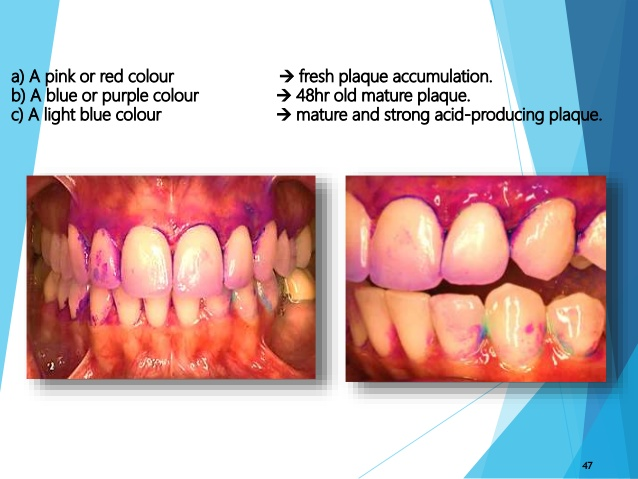 a) A pink or red colour → fresh plaque accumulation.
b) A blue or purple colour → 48hr old mature plaque.
c) A light blue colour → mature and strong acid-producing plaque.
47